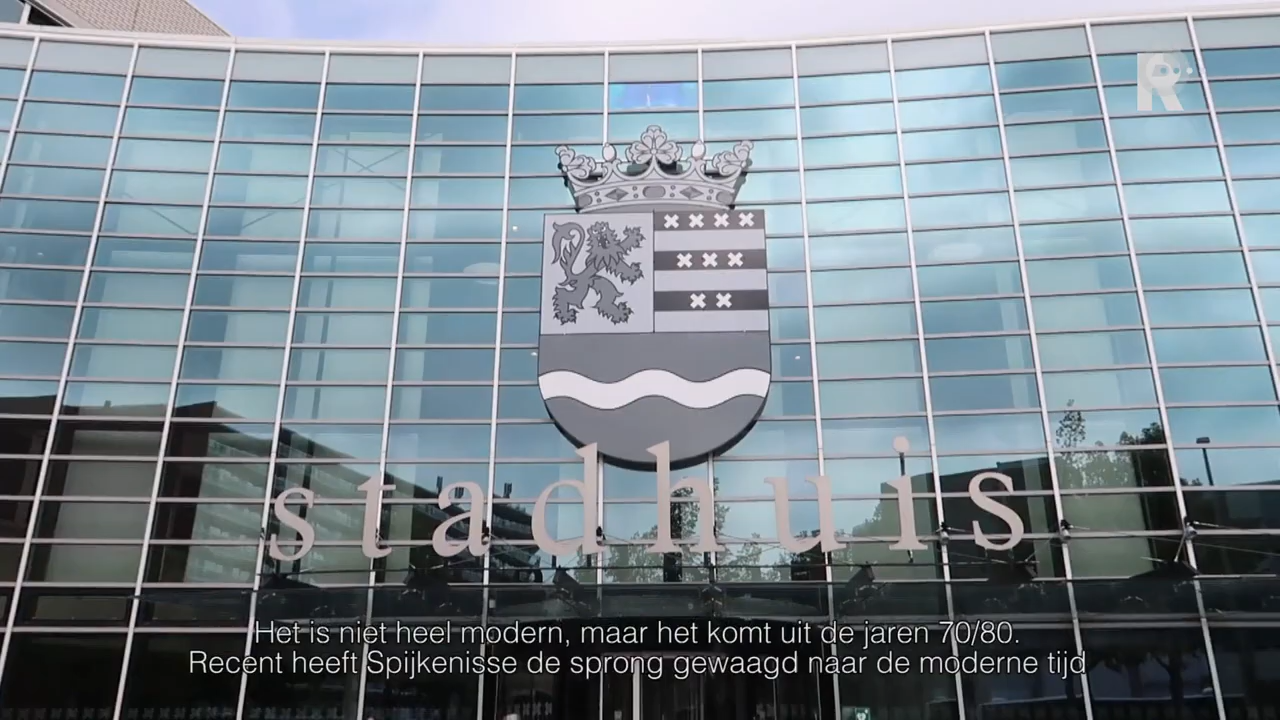 R
stadhuis
Het is niet heel modern, maar het komt uit de jaren 70/80.
Recent heeft Spijkenisse de sprong gewaagd naar de moderne tijd